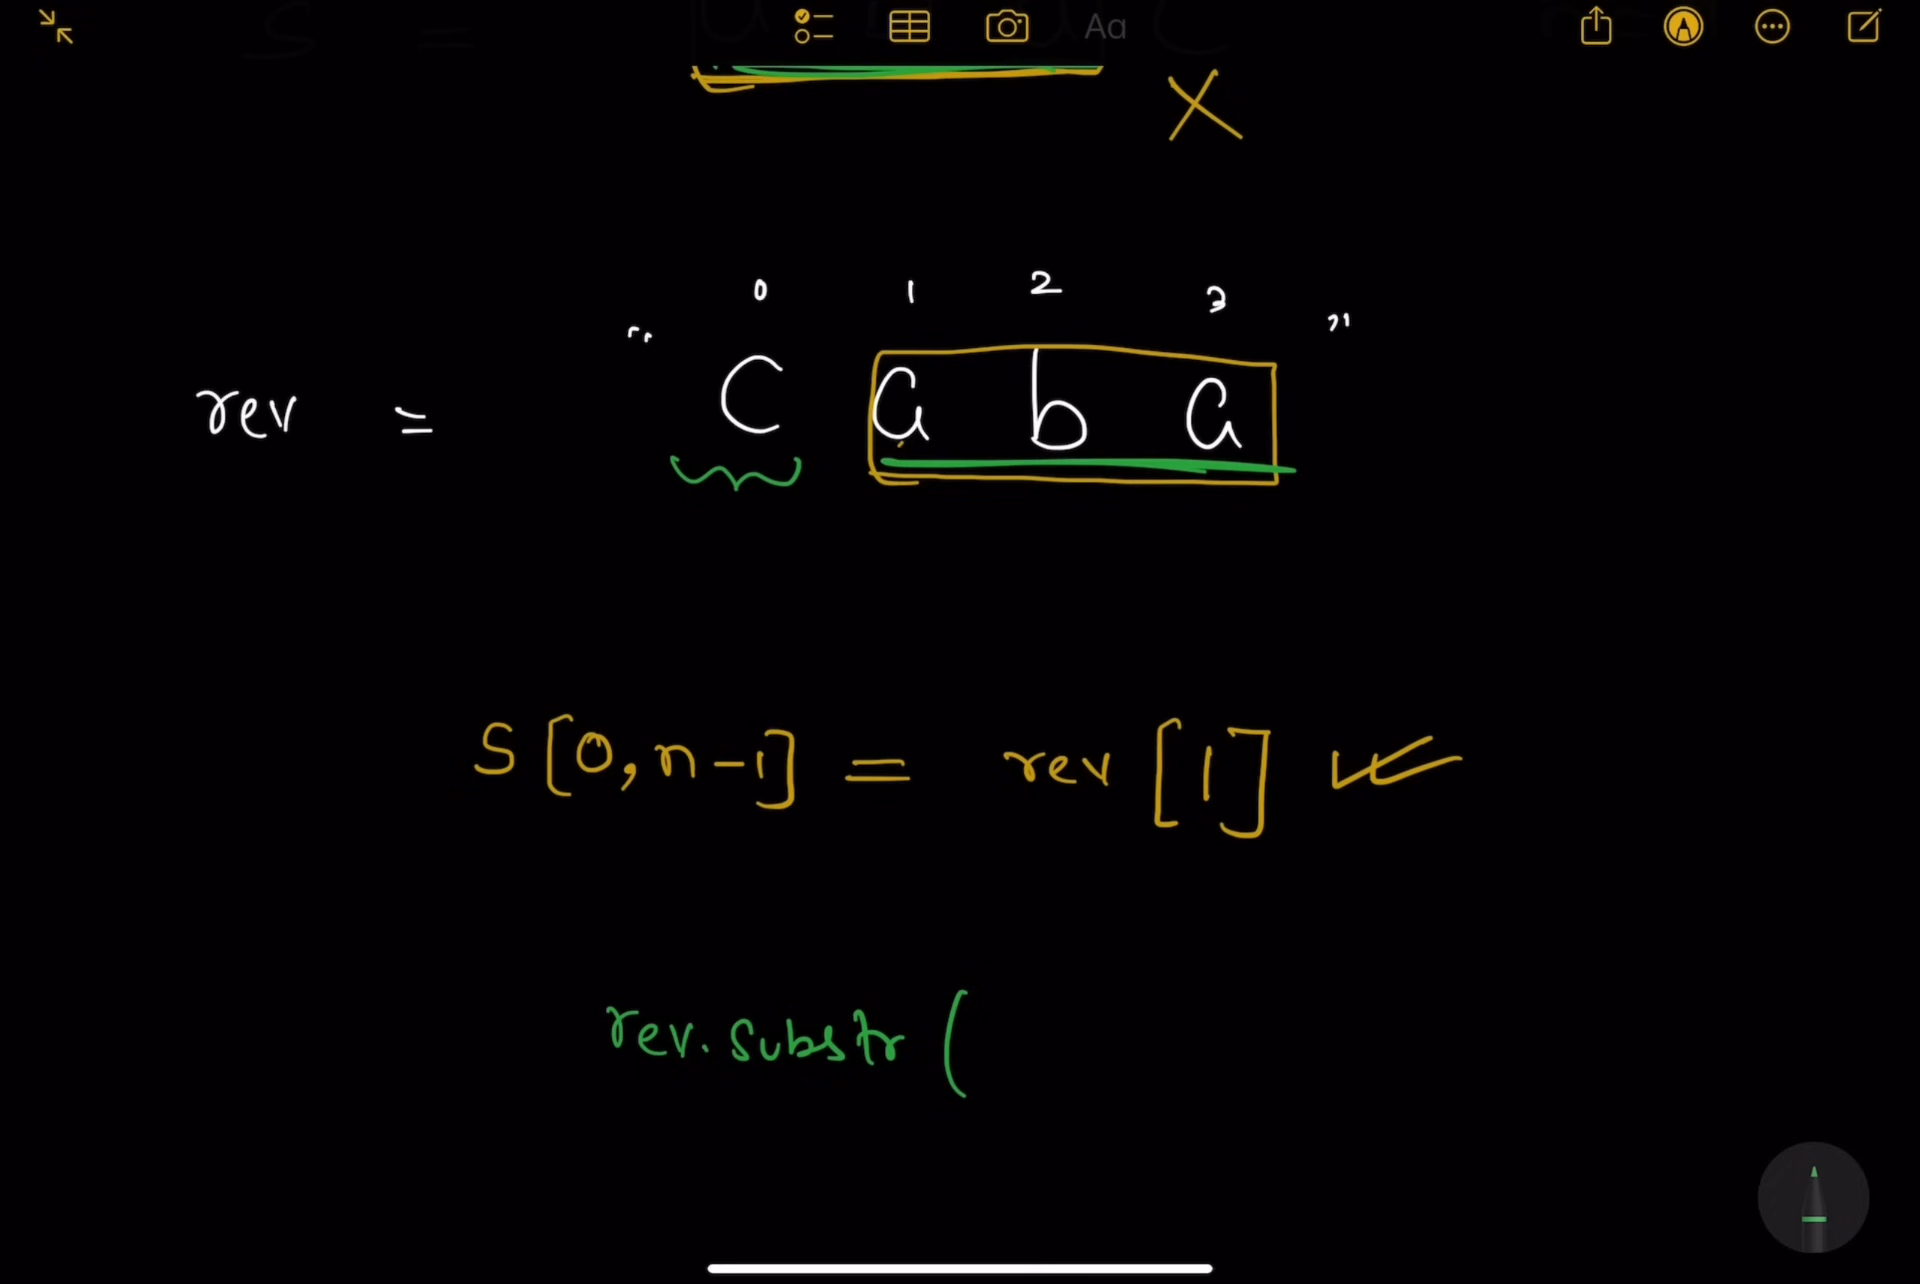 S = a b a c
Aa
0 1 2 3
rev = " c a b a "
S[0,n-1] = rev[1]
rev.substr(